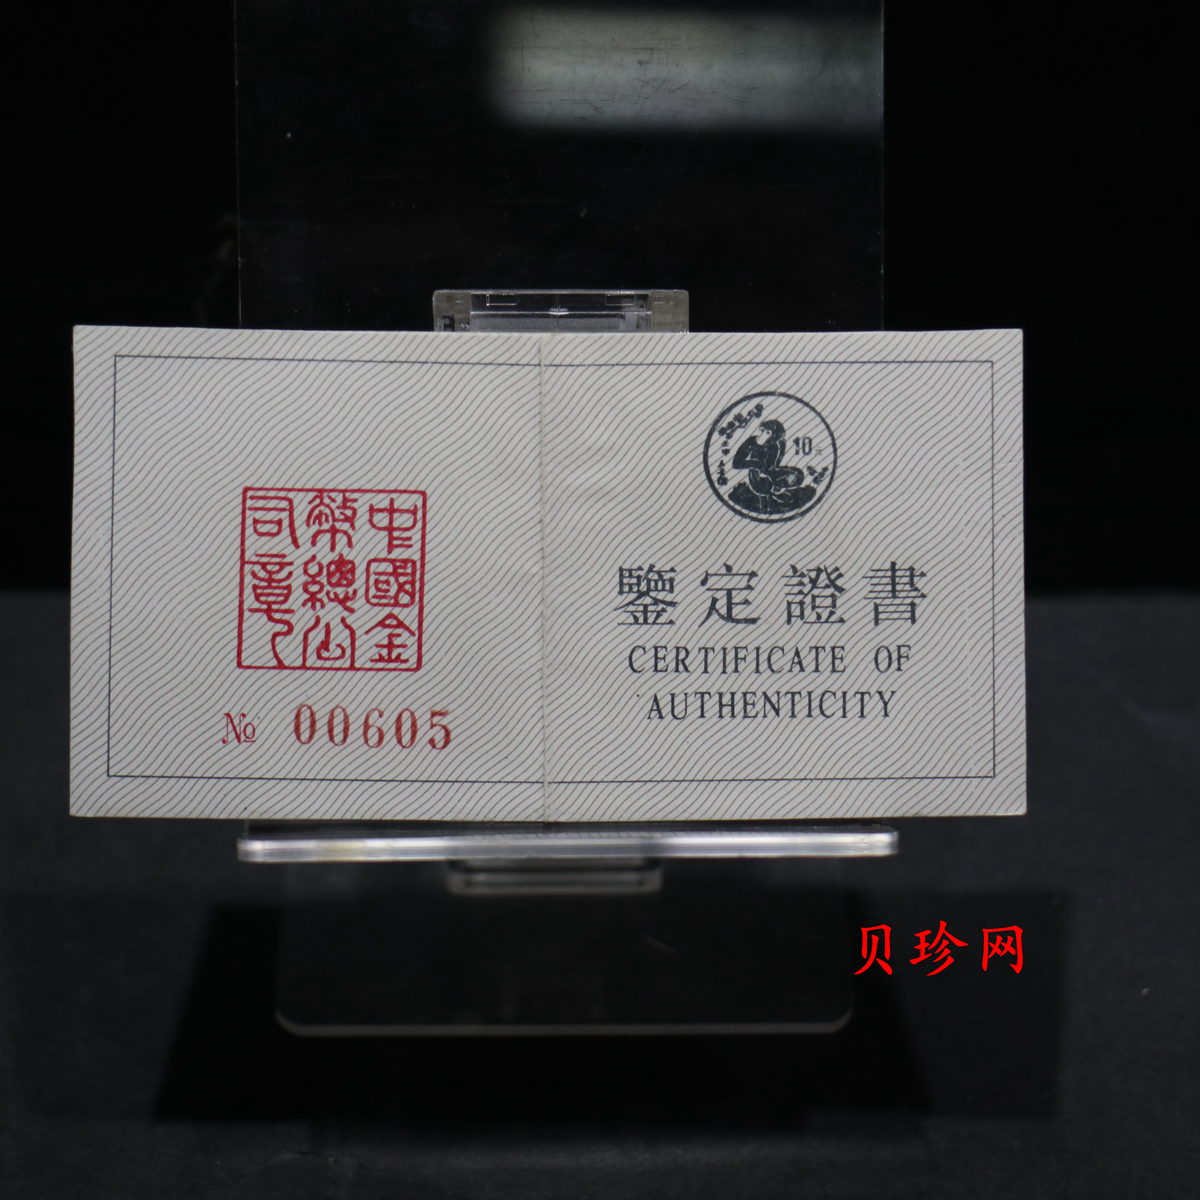 中國金
幣總公
司章
№ 00605
10元
鑒定證書
CERTIFICATE OF
AUTHENTICITY
贝珍网